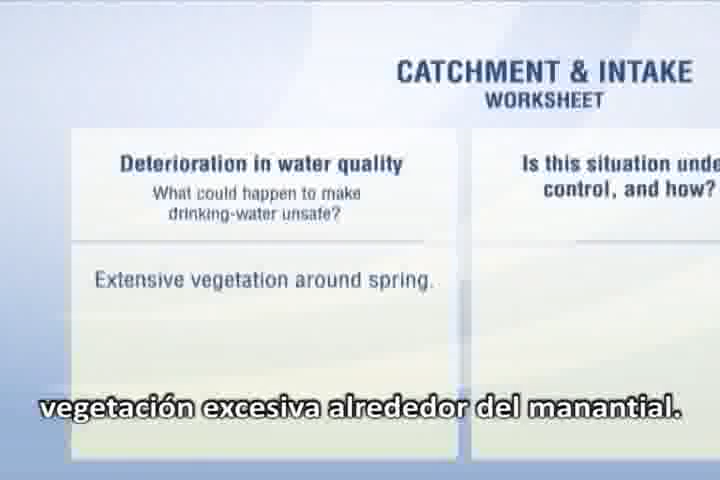 CATCHMENT & INTAKE
WORKSHEET
Deterioration in water quality
What could happen to make
drinking-water unsafe?
Is this situation unde
control, and how?
Extensive vegetation around spring.
vegetación excesiva alrededor del manantial.